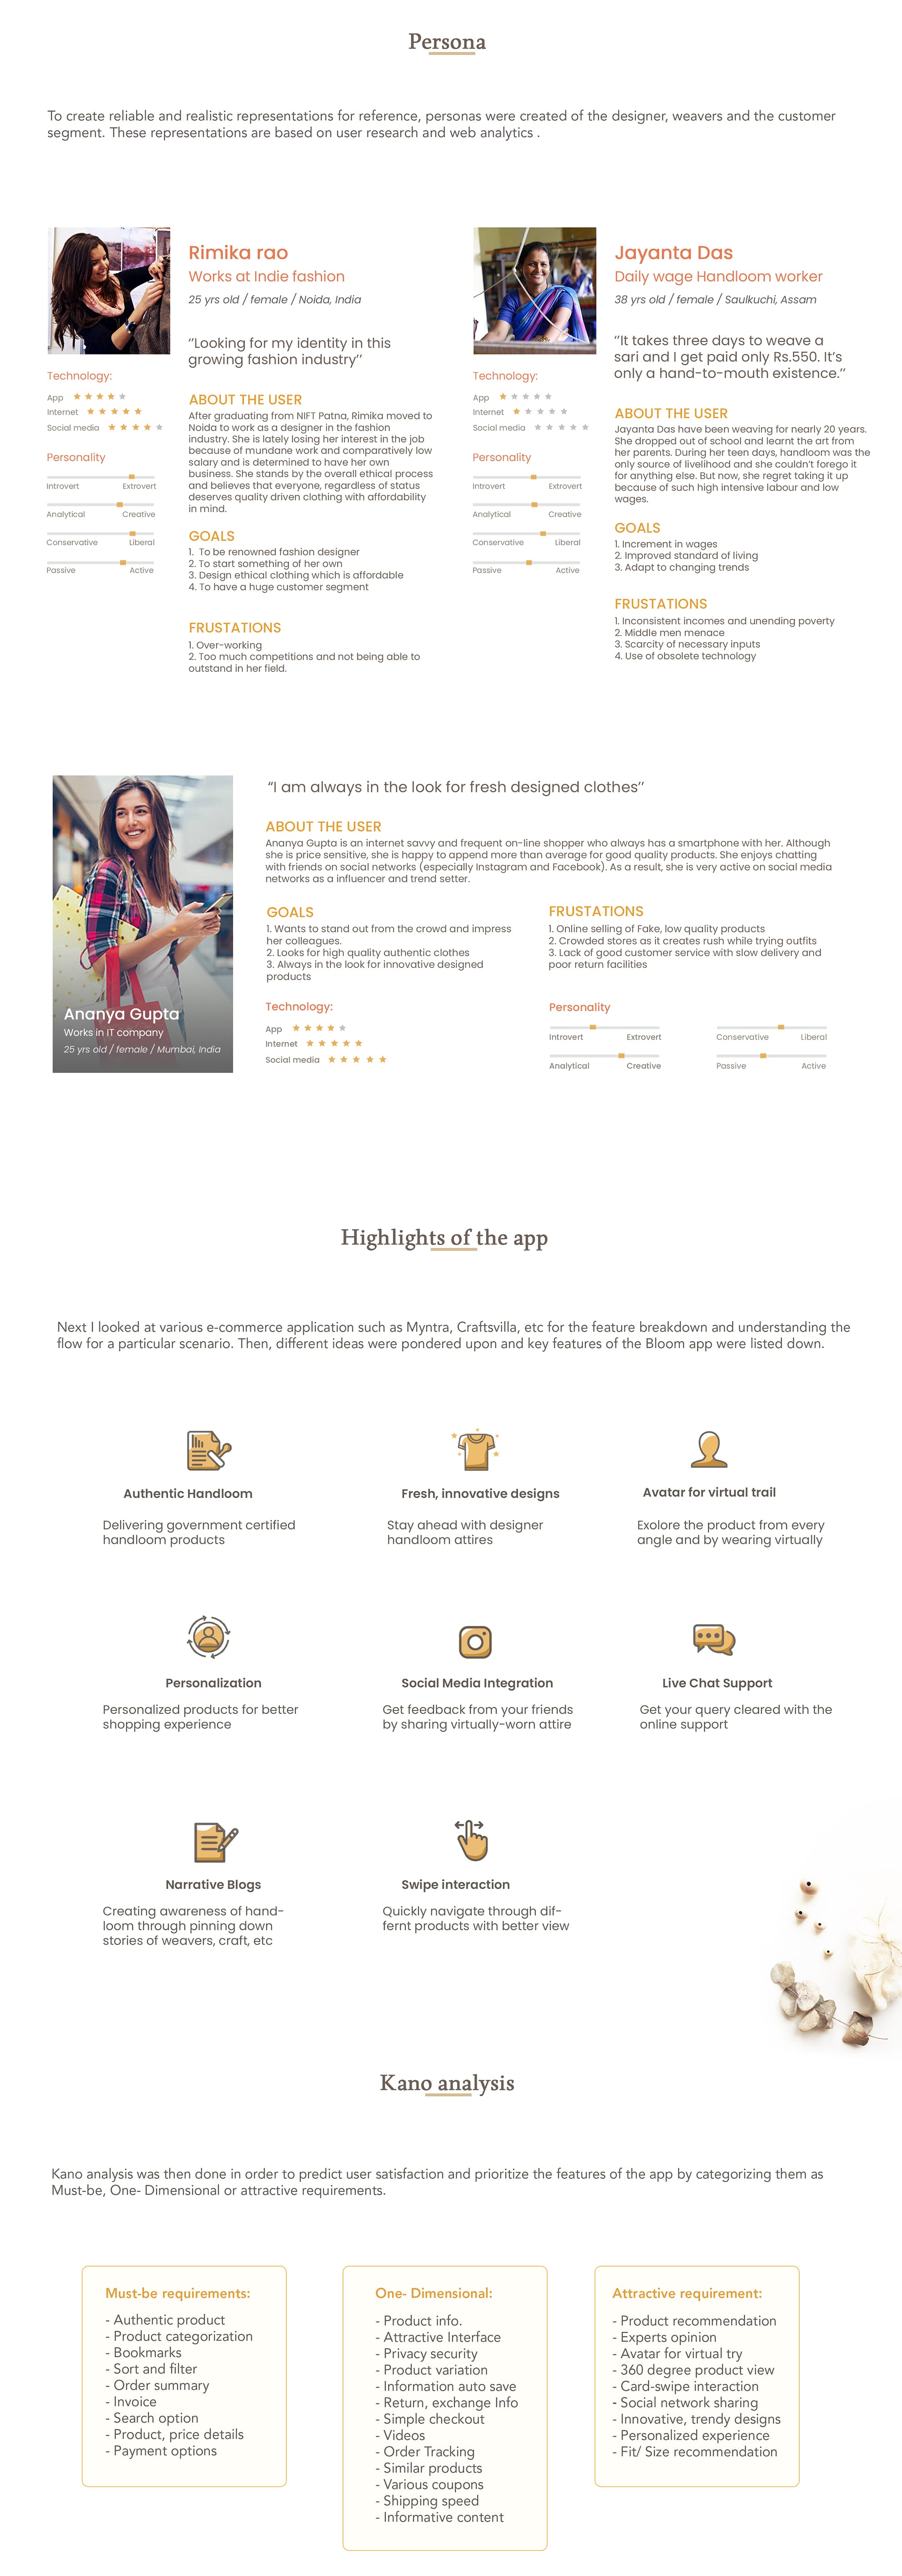 Persona
To create reliable and realistic representations for reference, personas were created of the designer, weavers and the customer
segment. These representations are based on user research and web analytics .
Rimika rao
Works at Indie fashion
25 yrs old / female / Noida, India
‘‘Looking for my identity in this
growing fashion industry’’
Technology:
App
Internet
Social media
Personality
Introvert Extrovert
Analytical Creative
Conservative Liberal
Passive Active
ABOUT THE USER
After graduating from NIFT Patna, Rimika moved to
Noida to work as a designer in the fashion
industry. She is lately losing her interest in the job
because of mundane work and comparatively low
salary and is determined to have her own
business. She stands by the overall ethical process
and believes that everyone, regardless of status
deserves quality driven clothing with affordability
in mind.
GOALS
1. To be renowned fashion designer
2. To start something of her own
3. Design ethical clothing which is affordable
4. To have a huge customer segment
FRUSTATIONS
1. Over-working
2. Too much competitions and not being able to
outstand in her field.
Jayanta Das
Daily wage Handloom worker
38 yrs old / female / Saulkuchi, Assam
‘‘It takes three days to weave a
sari and I get paid only Rs.550. It’s
only a hand-to-mouth existence.’’
Technology:
App
Internet
Social media
Personality
Introvert Extrovert
Analytical Creative
Conservative Liberal
Passive Active
ABOUT THE USER
Jayanta Das have been weaving for nearly 20 years.
She dropped out of school and learnt the art from
her parents. During her teen days, handloom was the
only source of livelihood and she couldn’t forego it
for anything else. But now, she regret taking it up
because of such high intensive labour and low
wages.
GOALS
1. Increment in wages
2. Improved standard of living
3. Adapt to changing trends
FRUSTATIONS
1. Inconsistent incomes and unending poverty
2. Middle men menace
3. Scarcity of necessary inputs
4. Use of obsolete technology
Ananya Gupta
Works in IT company
25 yrs old / female / Mumbai, India
“I am always in the look for fresh designed clothes’’
ABOUT THE USER
Ananya Gupta is an internet savvy and frequent on-line shopper who always has a smartphone with her. Although
she is price sensitive, she is happy to append more than average for good quality products. She enjoys chatting
with friends on social networks (especially Instagram and Facebook). As a result, she is very active on social media
networks as a influencer and trend setter.
GOALS
1. Wants to stand out from the crowd and impress
her colleagues.
2. Looks for high quality authentic clothes
3. Always in the look for innovative designed
products
FRUSTATIONS
1. Online selling of Fake, low quality products
2. Crowded stores as it creates rush while trying outfits
3. Lack of good customer service with slow delivery and
poor return facilities
Technology:
App
Internet
Social media
Personality
Introvert Extrovert
Conservative Liberal
Analytical Creative
Passive Active
Highlights of the app
Next I looked at various e-commerce application such as Myntra, Craftsvilla, etc for the feature breakdown and understanding the
flow for a particular scenario. Then, different ideas were pondered upon and key features of the Bloom app were listed down.
Authentic Handloom
Delivering government certified
handloom products
Fresh, innovative designs
Stay ahead with designer
handloom attires
Avatar for virtual trail
Exolore the product from every
angle and by wearing virtually
Personalization
Personalized products for better
shopping experience
Social Media Integration
Get feedback from your friends
by sharing virtually-worn attire
Live Chat Support
Get your query cleared with the
online support
Narrative Blogs
Creating awareness of hand-
loom through pinning down
stories of weavers, craft, etc
Swipe interaction
Quickly navigate through dif-
fernt products with better view
Kano analysis
Kano analysis was then done in order to predict user satisfaction and prioritize the features of the app by categorizing them as
Must-be, One- Dimensional or attractive requirements.
Must-be requirements:
- Authentic product
- Product categorization
- Bookmarks
- Sort and filter
- Order summary
- Invoice
- Search option
- Product, price details
- Payment options
One- Dimensional:
- Product info.
- Attractive Interface
- Privacy security
- Product variation
- Information auto save
- Return, exchange Info
- Simple checkout
- Videos
- Order Tracking
- Similar products
- Various coupons
- Shipping speed
- Informative content
Attractive requirement:
- Product recommendation
- Experts opinion
- Avatar for virtual try
- 360 degree product view
- Card-swipe interaction
- Social network sharing
- Innovative, trendy designs
- Personalized experience
- Fit/ Size recommendation